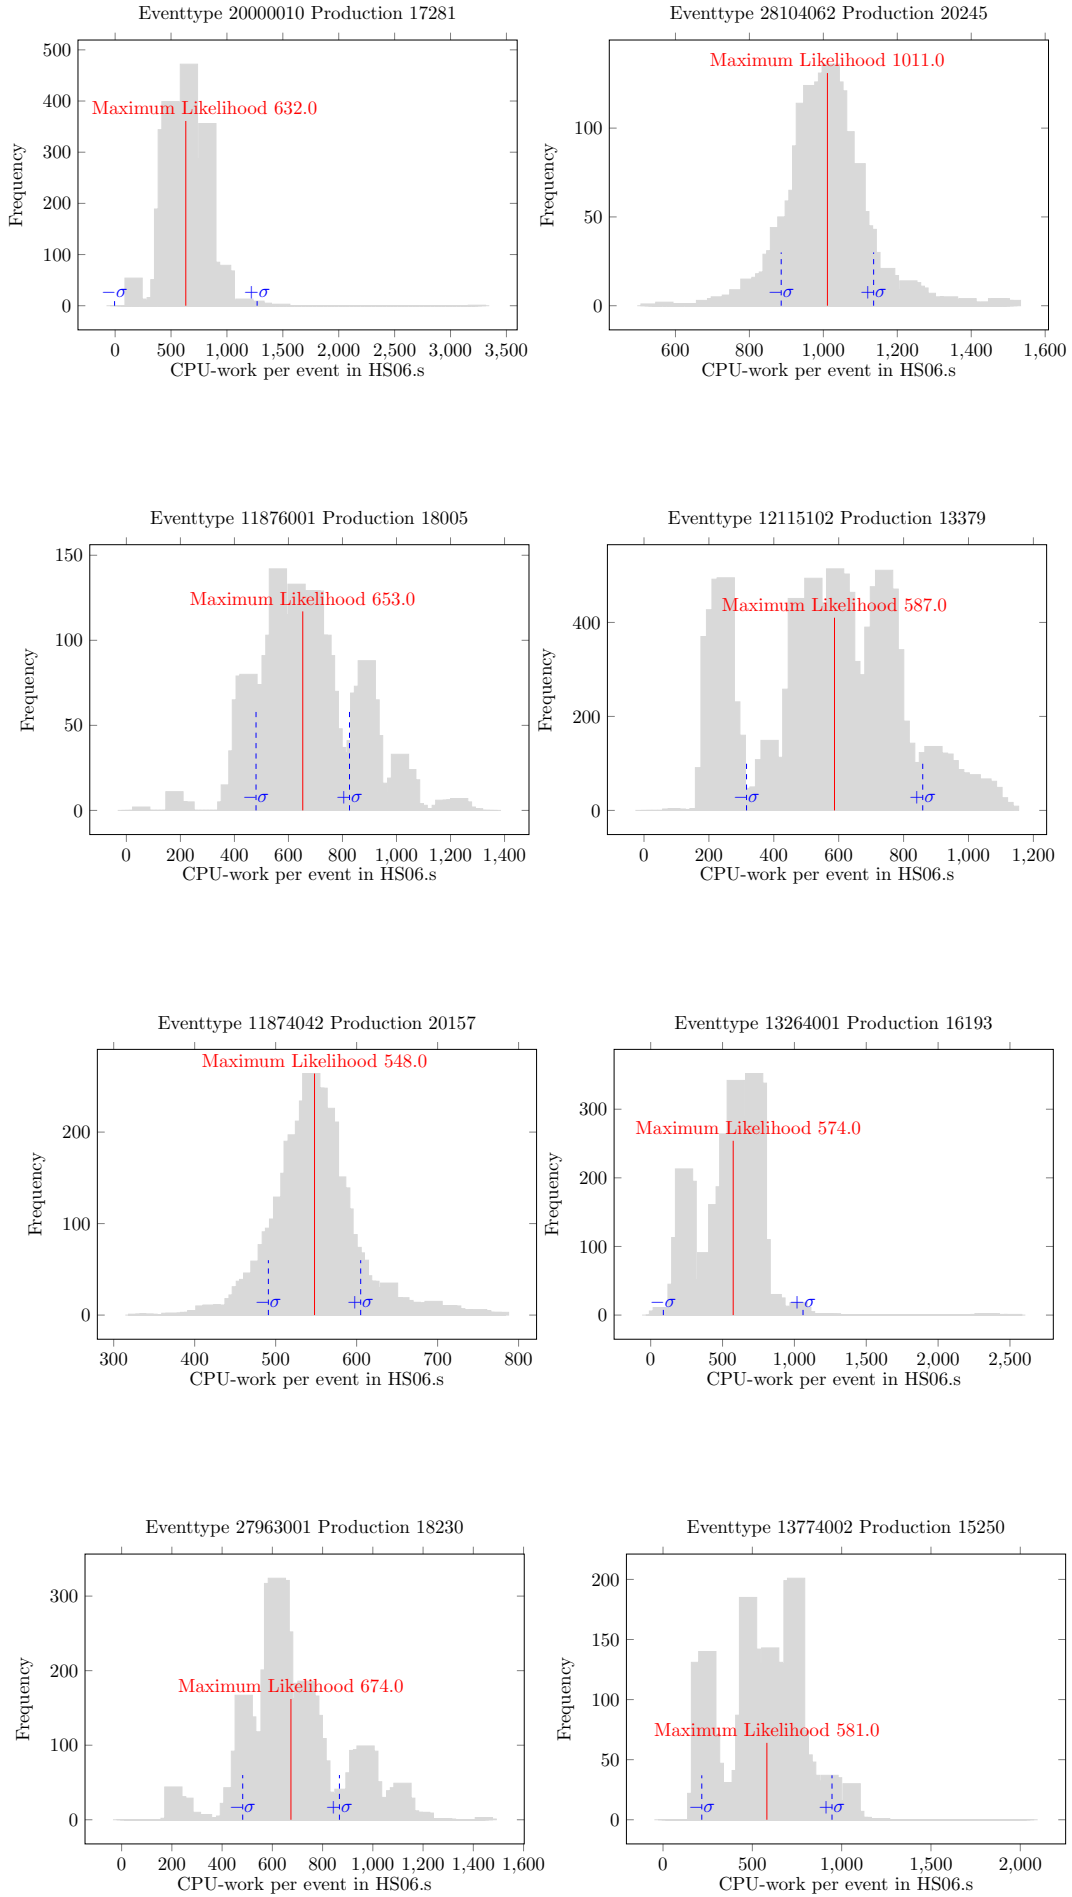 Eventtype 20000010 Production 17281
500
400
300
200
100
0
Frequency
Maximum Likelihood 632.0
−σ
+σ
0
500
1,000
1,500
2,000
2,500
3,000
3,500
CPU-work per event in HS06.s
Eventtype 28104062 Production 20245
100
50
0
Frequency
Maximum Likelihood 1011.0
−σ
+σ
600
800
1,000
1,200
1,400
1,600
CPU-work per event in HS06.s
Eventtype 11876001 Production 18005
150
100
50
0
Frequency
Maximum Likelihood 653.0
−σ
+σ
0
200
400
600
800
1,000
1,200
1,400
CPU-work per event in HS06.s
Eventtype 12115102 Production 13379
400
200
0
Frequency
Maximum Likelihood 587.0
−σ
+σ
0
200
400
600
800
1,000
1,200
CPU-work per event in HS06.s
Eventtype 11874042 Production 20157
200
100
0
Frequency
Maximum Likelihood 548.0
−σ
+σ
300
400
500
600
700
800
CPU-work per event in HS06.s
Eventtype 13264001 Production 16193
300
200
100
0
Frequency
Maximum Likelihood 574.0
−σ
+σ
0
500
1,000
1,500
2,000
2,500
CPU-work per event in HS06.s
Eventtype 27963001 Production 18230
300
200
100
0
Frequency
Maximum Likelihood 674.0
−σ
+σ
0
200
400
600
800
1,000
1,200
1,400
1,600
CPU-work per event in HS06.s
Eventtype 13774002 Production 15250
200
150
100
50
0
Frequency
Maximum Likelihood 581.0
−σ
+σ
0
500
1,000
1,500
2,000
CPU-work per event in HS06.s